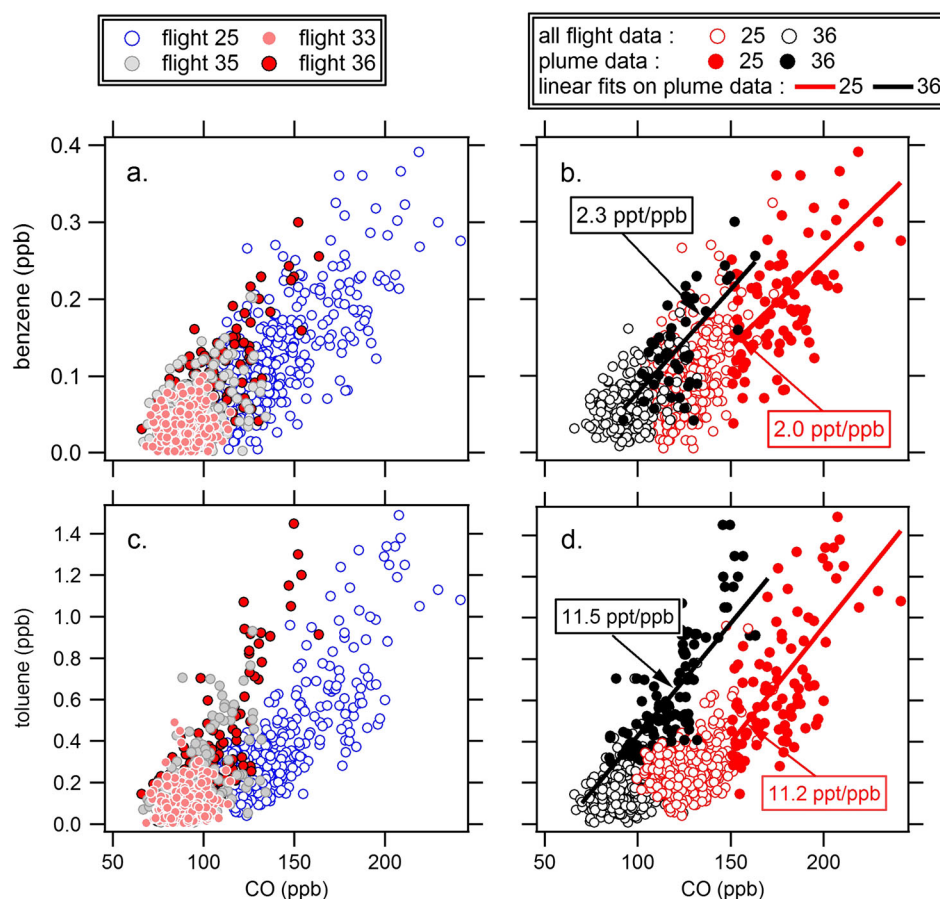 flight 25 flight 33
flight 35 flight 36
all flight data : 25 36
plume data : 25 36
linear fits on plume data : 25 36
a.
0.4
0.3
0.2
0.1
0.0
benzene (ppb)
b.
2.3 ppt/ppb
2.0 ppt/ppb
c.
1.4
1.2
1.0
0.8
0.6
0.4
0.2
0.0
toluene (ppb)
50 100 150 200
CO (ppb)
d.
11.5 ppt/ppb
11.2 ppt/ppb
50 100 150 200
CO (ppb)